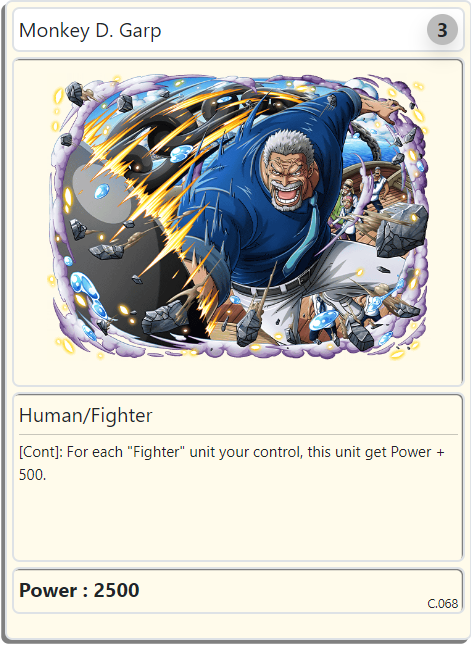 Monkey D. Garp
3
Human/Fighter
[Cont]: For each "Fighter" unit your control, this unit get Power +
500.
Power : 2500
C.068